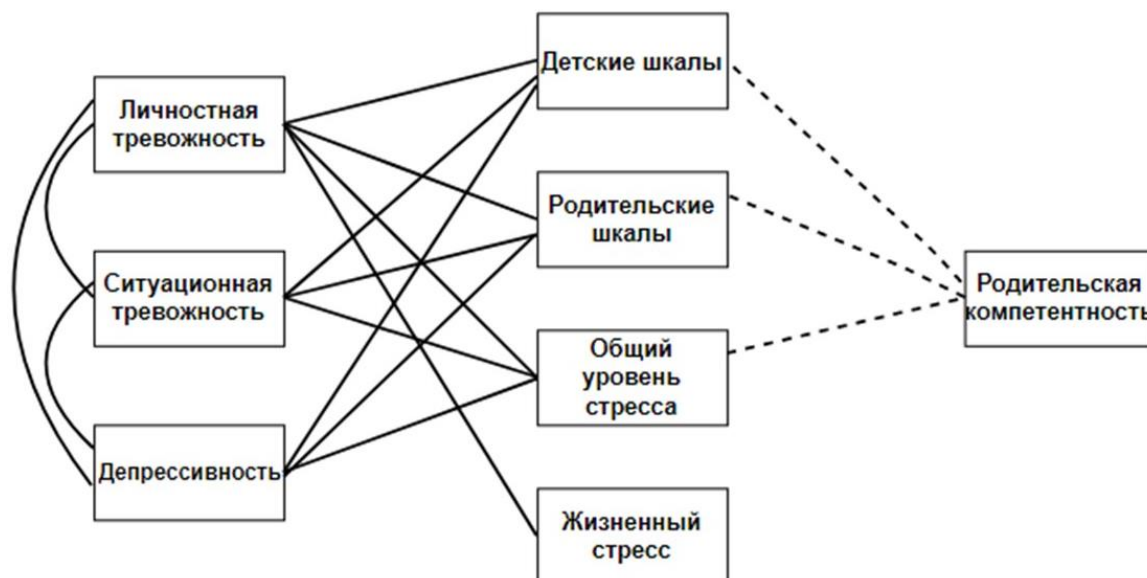 Детские шкалы
Личностная
тревожность
Родительские
шкалы
Ситуационная
тревожность
Родительская
компетентность
Общий
уровень
стресса
Депрессивность
Жизненный
стресс